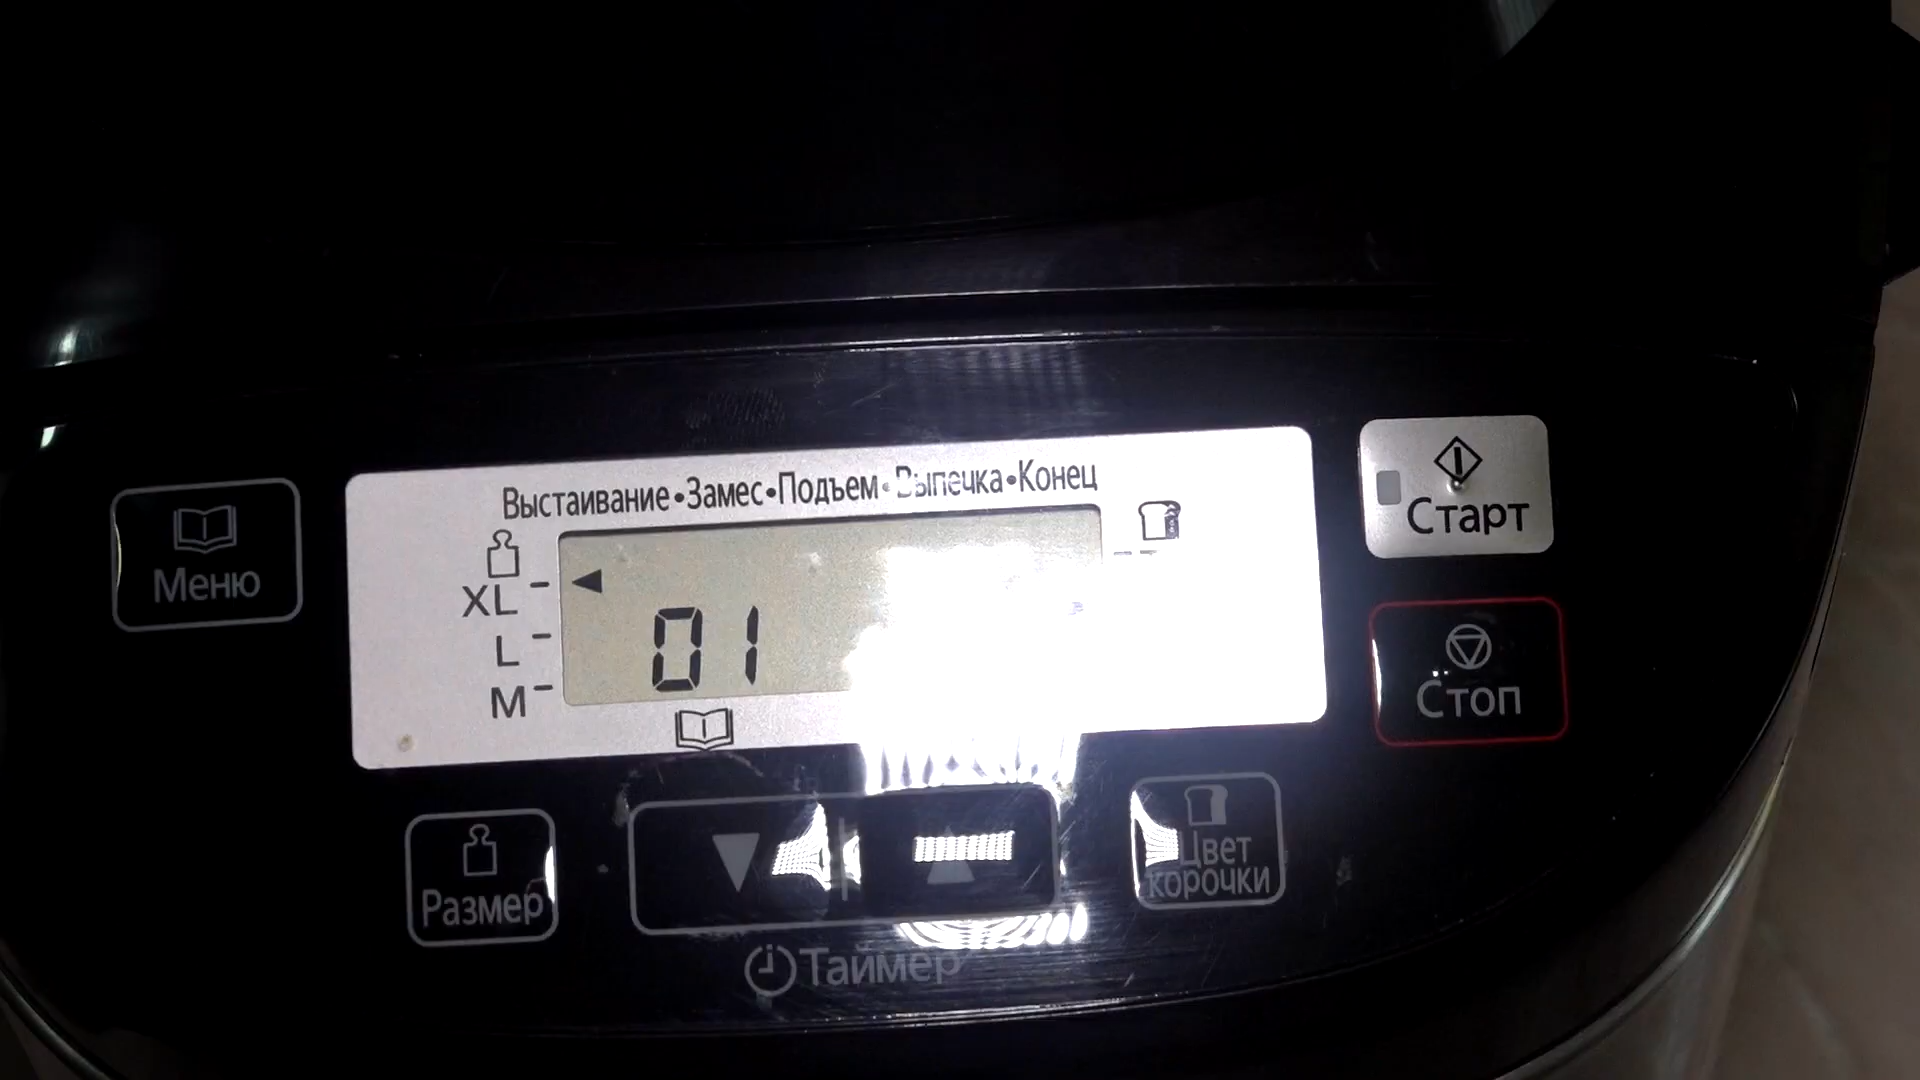 Выстаивание•Замес•Подъем•Выпечка•Конец
Старт
Меню
XL
L
M
01
Стоп
Размер
Цвет
корочки
Таймер